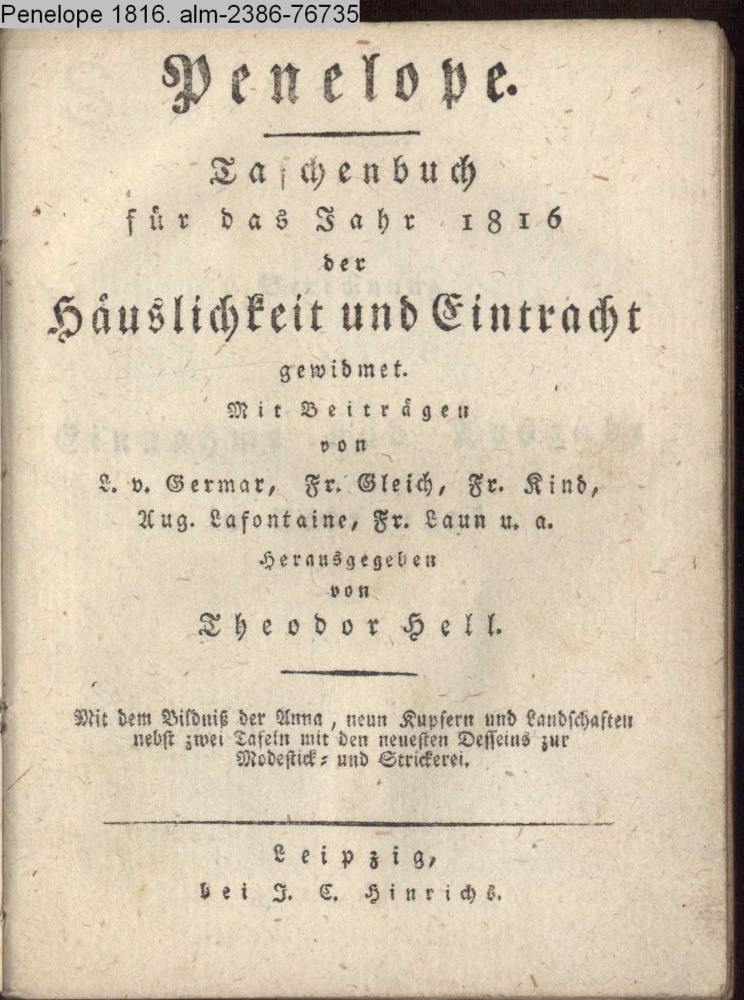 Penelope 1816. alm-2386-76735
Penelope.
Taschenbuch
für das Jahr 1816
der
Häuslichkeit und Eintracht
gewidmet.
Mit Beiträgen
von
L. v. Germar, Fr. Gleich, Fr. Kind,
Aug. Lafontaine, Fr. Laun u. a.
Herausgegeben
von
Theodor Hell.
Mit dem Bildniß der Anna, neun Kupfern und Landschaften
nebst zwei Tafeln mit den neuesten Desseins zur
Modestick- und Strickerei.
Leipzig,
bei J. C. Hinrichs.